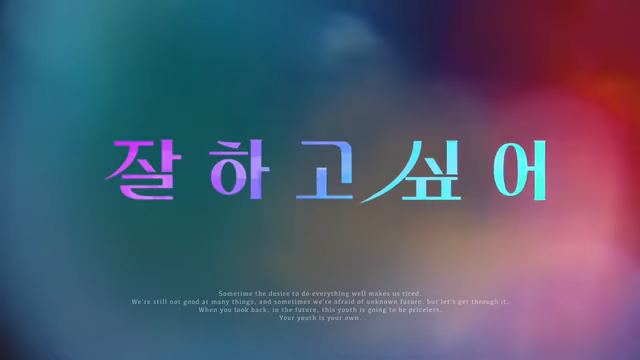 잘하고싶어
Sometime the desire to do everything well makes us tired.
We're still not good at many things, and sometimes we're afraid of unknown future, but let's get through it.
When you look back, in the future, this youth is going to be pricelers.
Your youth is your own.